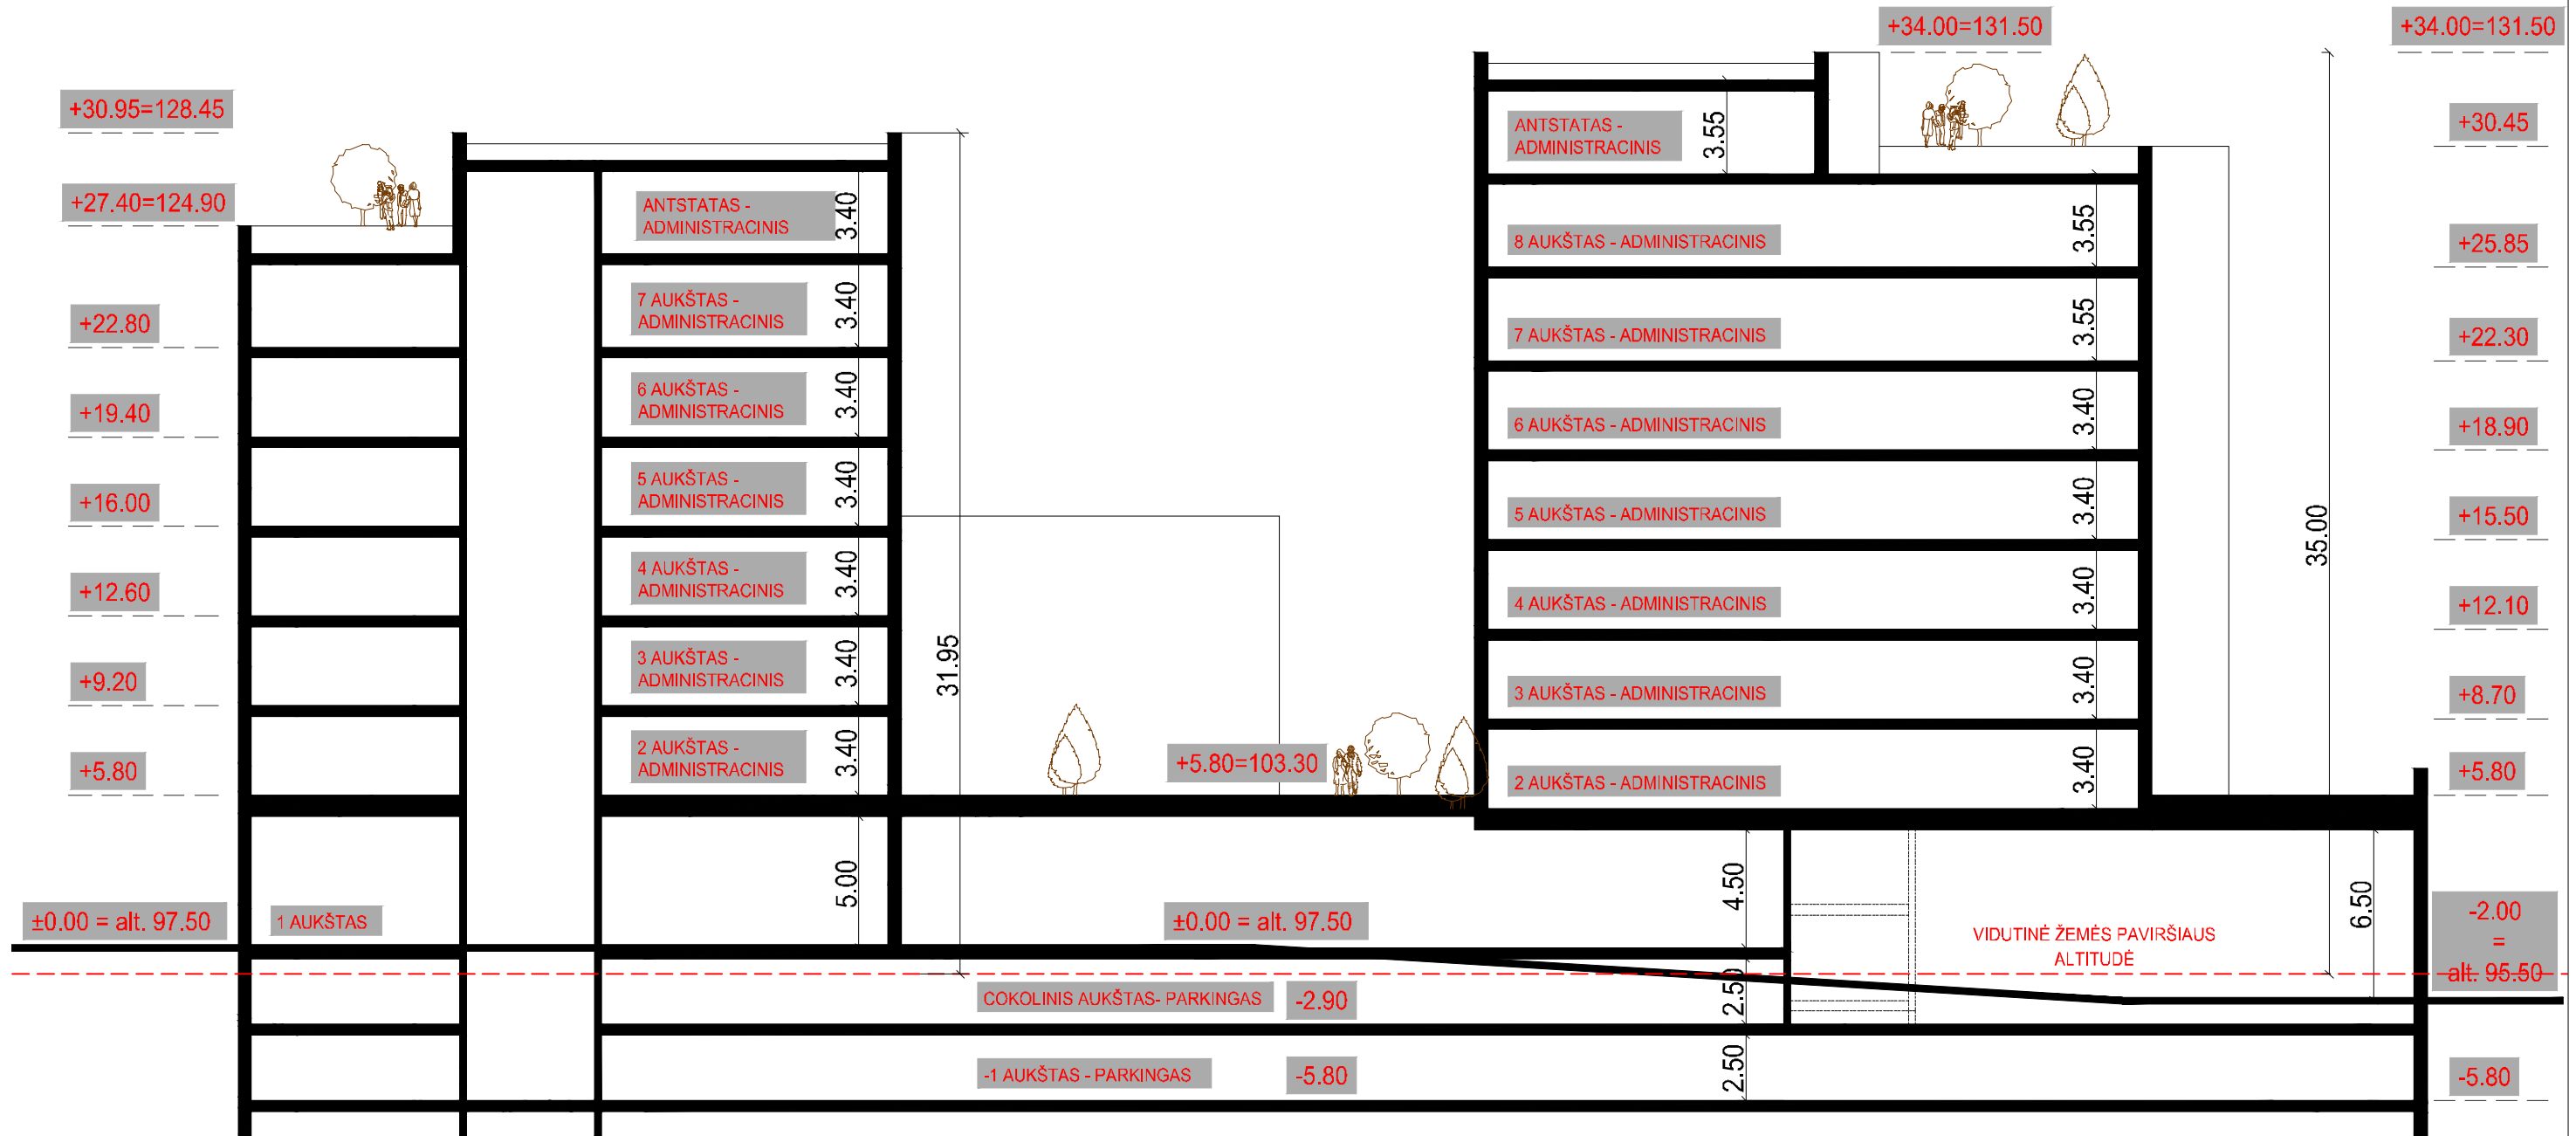 +34.00=131.50
+34.00=131.50
+30.95=128.45
+27.40=124.90
+22.80
+19.40
+16.00
+12.60
+9.20
+5.80
±0.00 = alt. 97.50
1 AUKŠTAS
ANTSTATAS -
ADMINISTRACINIS
3.40
7 AUKŠTAS -
ADMINISTRACINIS
3.40
6 AUKŠTAS -
ADMINISTRACINIS
3.40
5 AUKŠTAS -
ADMINISTRACINIS
3.40
4 AUKŠTAS -
ADMINISTRACINIS
3.40
3 AUKŠTAS -
ADMINISTRACINIS
3.40
2 AUKŠTAS -
ADMINISTRACINIS
3.40
5.00
31.95
+5.80=103.30
±0.00 = alt. 97.50
COKOLINIS AUKŠTAS- PARKINGAS
-2.90
-1 AUKŠTAS - PARKINGAS
-5.80
ANTSTATAS -
ADMINISTRACINIS
3.55
8 AUKŠTAS - ADMINISTRACINIS
3.55
7 AUKŠTAS - ADMINISTRACINIS
3.55
6 AUKŠTAS - ADMINISTRACINIS
3.40
5 AUKŠTAS - ADMINISTRACINIS
3.40
4 AUKŠTAS - ADMINISTRACINIS
3.40
3 AUKŠTAS - ADMINISTRACINIS
3.40
2 AUKŠTAS - ADMINISTRACINIS
3.40
4.50
2.50
2.50
VIDUTINĖ ŽEMĖS PAVIRŠIAUS
ALTITUDĖ
35.00
6.50
+30.45
+25.85
+22.30
+18.90
+15.50
+12.10
+8.70
+5.80
-2.00
=
alt. 95.50
-5.80